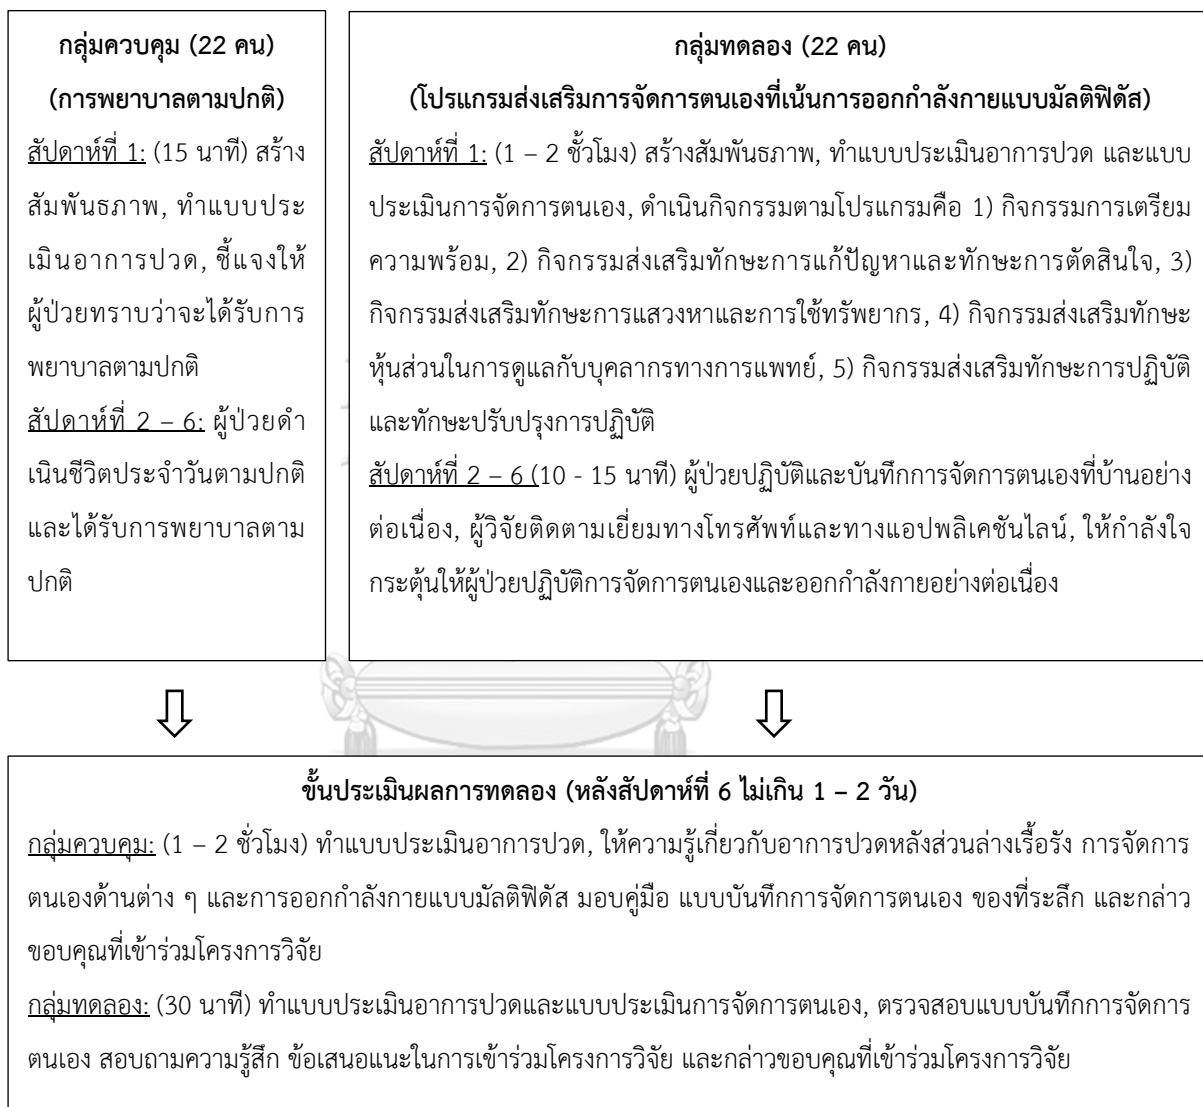 กลุ่มควบคุม (22 คน)
(การพยาบาลตามปกติ)
สัปดาห์ที่ 1: (15 นาที) สร้าง
สัมพันธภาพ, ทำแบบประ
เมินอาการปวด, ชี้แจงให้
ผู้ป่วยทราบว่าจะได้รับการ
พยาบาลตามปกติ
สัปดาห์ที่ 2 – 6: ผู้ป่วยดำ
เนินชีวิตประจำวันตามปกติ
และได้รับการพยาบาลตาม
ปกติ
กลุ่มทดลอง (22 คน)
(โปรแกรมส่งเสริมการจัดการตนเองที่เน้นการออกกำลังกายแบบมัลติฟิดัส)
สัปดาห์ที่ 1: (1 – 2 ชั้วโมง) สร้างสัมพันธภาพ, ทำแบบประเมินอาการปวด และแบบ
ประเมินการจัดการตนเอง, ดำเนินกิจกรรมตามโปรแกรมคือ 1) กิจกรรมการเตรียม
ความพร้อม, 2) กิจกรรมส่งเสริมทักษะการแก้ปัญหาและทักษะการตัดสินใจ, 3)
กิจกรรมส่งเสริมทักษะการแสวงหาและการใช้ทรัพยากร, 4) กิจกรรมส่งเสริมทักษะ
หุ้นส่วนในการดูแลกับบุคลากรทางการแพทย์, 5) กิจกรรมส่งเสริมทักษะการปฏิบัติ
และทักษะปรับปรุงการปฏิบัติ
สัปดาห์ที่ 2 – 6 (10 - 15 นาที) ผู้ป่วยปฏิบัติและบันทึกการจัดการตนเองที่บ้านอย่าง
ต่อเนื่อง, ผู้วิจัยติดตามเยี่ยมทางโทรศัพท์และทางแอปพลิเคชันไลน์, ให้กำลังใจ
กระตุ้นให้ผู้ป่วยปฏิบัติการจัดการตนเองและออกกำลังกายอย่างต่อเนื่อง
ขั้นประเมินผลการทดลอง (หลังสัปดาห์ที่ 6 ไม่เกิน 1 – 2 วัน)
กลุ่มควบคุม: (1 – 2 ชั่วโมง) ทำแบบประเมินอาการปวด, ให้ความรู้เกี่ยวกับอาการปวดหลังส่วนล่างเรื้อรัง การจัดการ
ตนเองด้านต่าง ๆ และการออกกำลังกายแบบมัลติฟิดัส มอบคู่มือ แบบบันทึกการจัดการตนเอง ของที่ระลึก และกล่าว
ขอบคุณที่เข้าร่วมโครงการวิจัย
กลุ่มทดลอง: (30 นาที) ทำแบบประเมินอาการปวดและแบบประเมินการจัดการตนเอง, ตรวจสอบแบบบันทึกการจัดการ
ตนเอง สอบถามความรู้สึก ข้อเสนอแนะในการเข้าร่วมโครงการวิจัย และกล่าวขอบคุณที่เข้าร่วมโครงการวิจัย